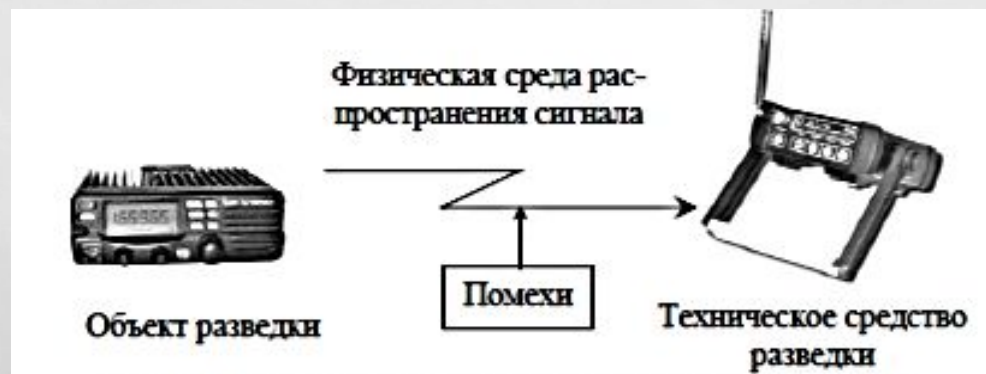 Физическая среда рас-
пространения сигнала
Помехи
Объект разведки
Техническое средство
разведки